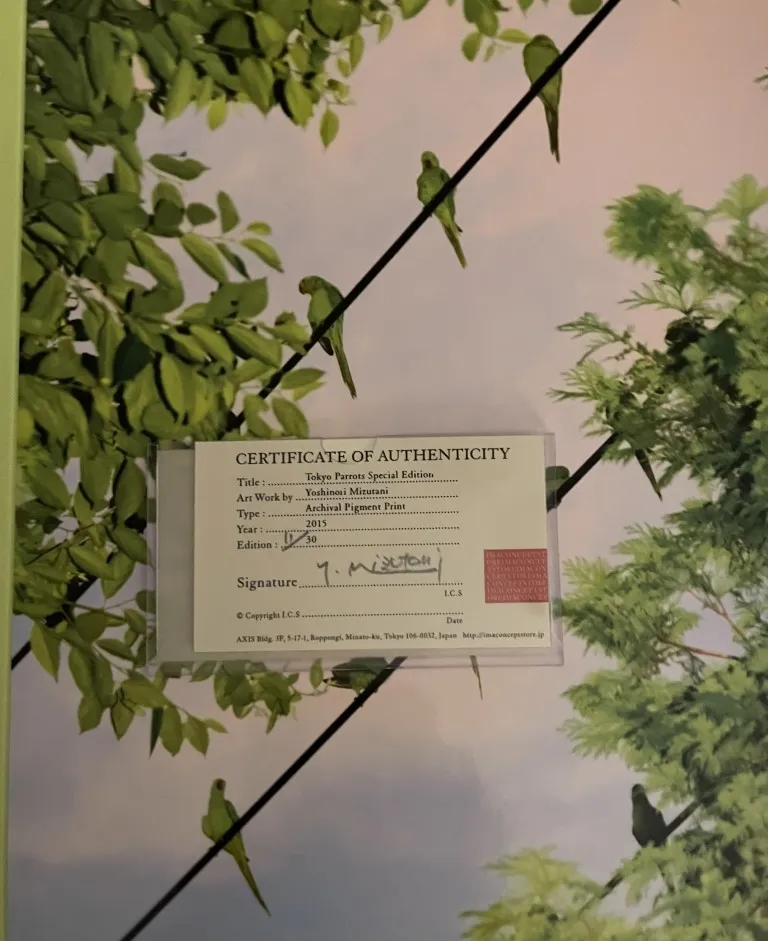 CERTIFICATE OF AUTHENTICITY
Title : Tokyo Parrots Special Edition
Art Work by Yoshinori Mizutani
Type : Archival Pigment Print
Year : 2015
Edition : 11/30
Signature Y. Mizutani
I.C.S
© Copyright I.C.S
Date
AXIS Bldg. 3F, 5-17-1, Roppongi, Minato-ku, Tokyo 106-0032, Japan http://imaconceptstore.jp